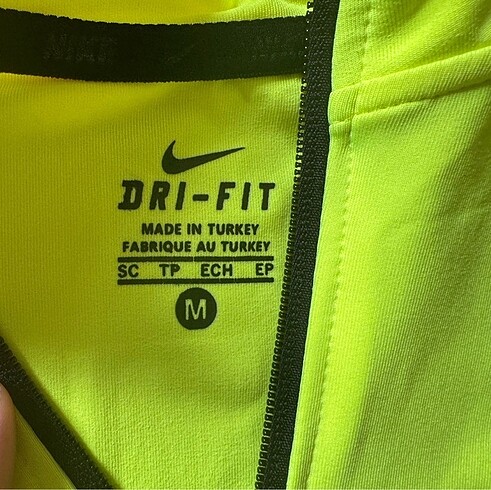 DRI-FIT
MADE IN TURKEY
FABRIQUE AU TURKEY
SC TP ECH EP
M